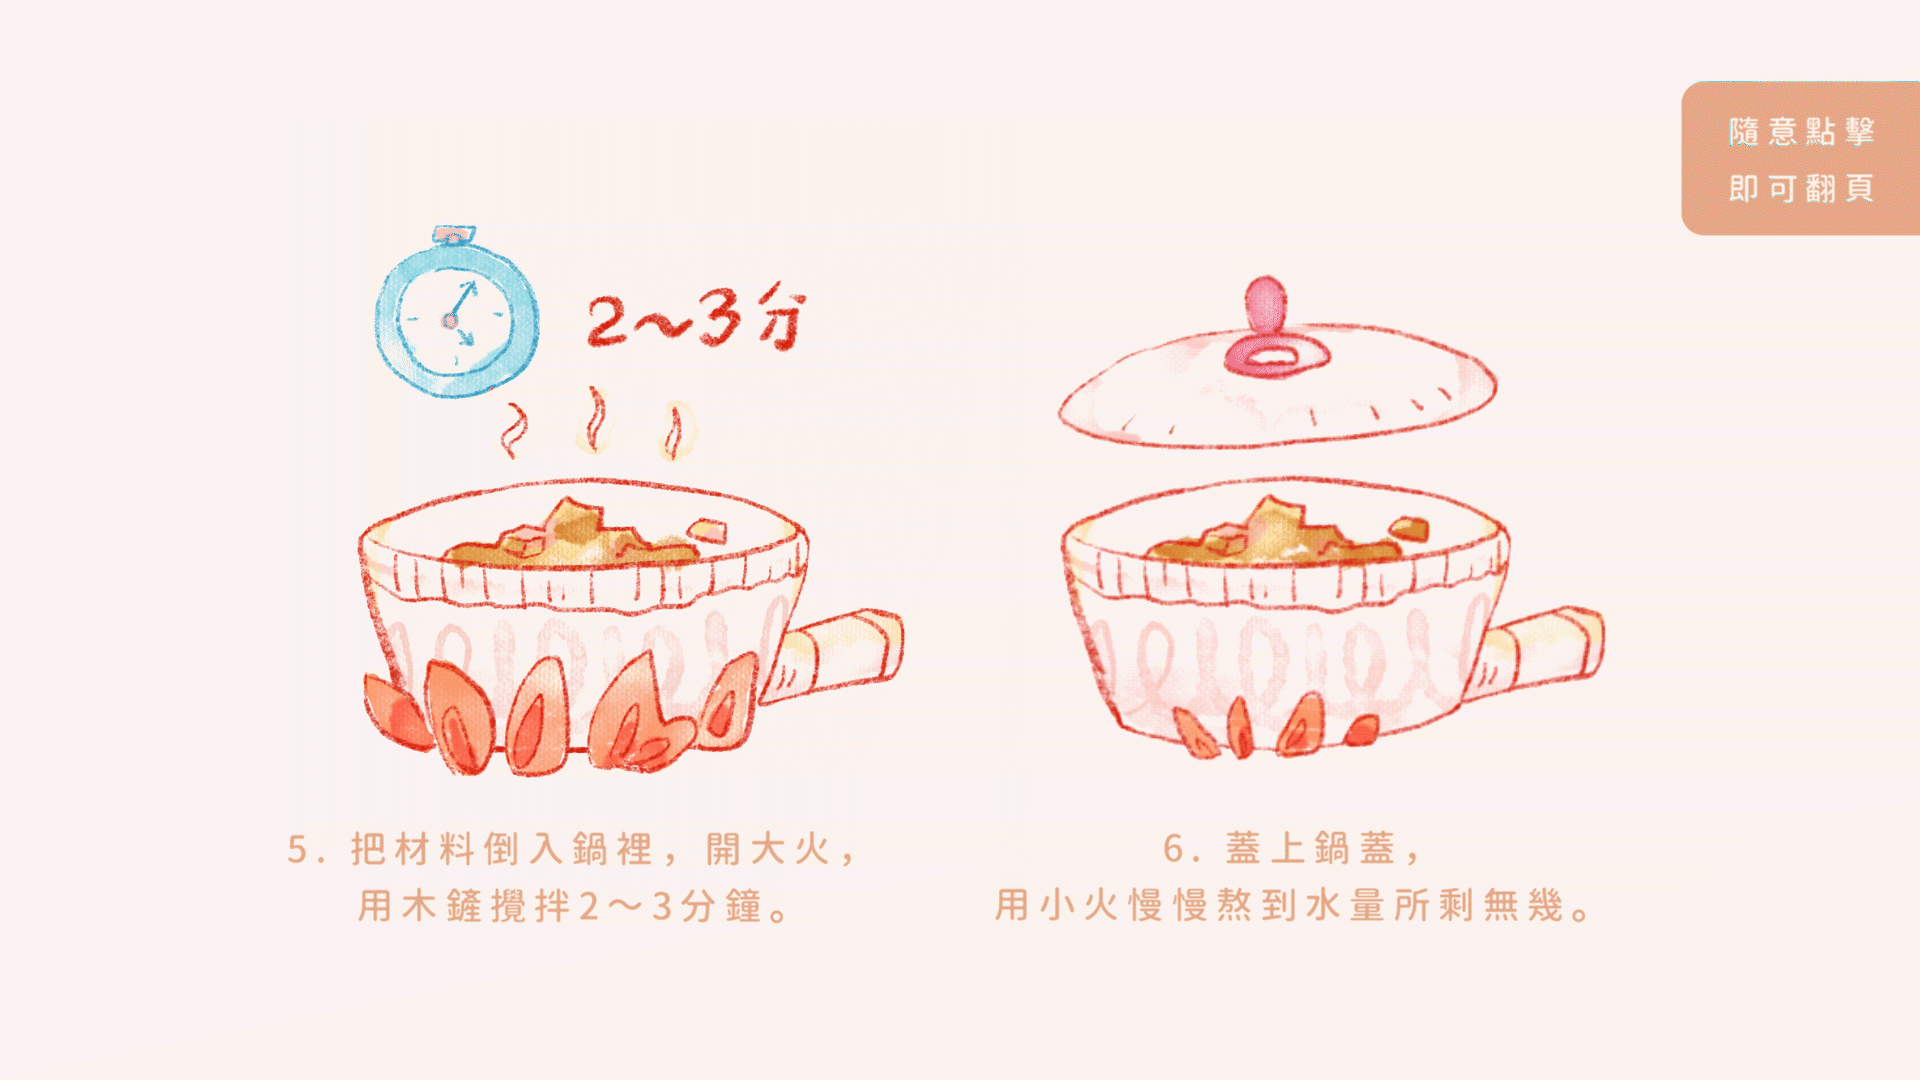 隨意點擊
即可翻頁
2～3分
5. 把材料倒入鍋裡，開大火，
用木鏟攪拌2～3分鐘。
6. 蓋上鍋蓋，
用小火慢慢熬到水量所剩無幾。